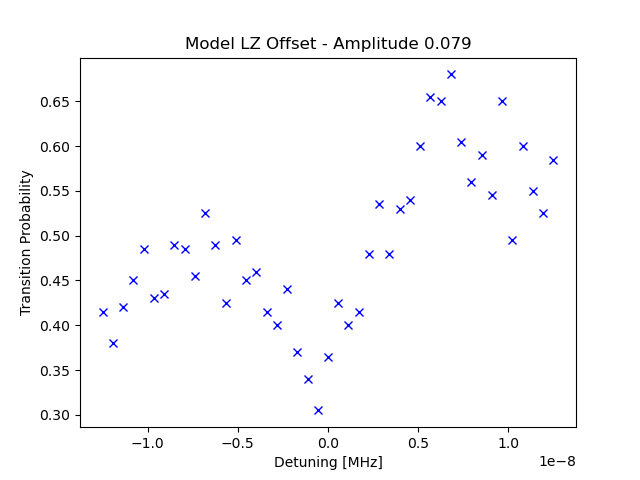 Model LZ Offset - Amplitude 0.079
Transition Probability
0.65
0.60
0.55
0.50
0.45
0.40
0.35
0.30
−1.0 −0.5 0.0 0.5 1.0
1e−8
Detuning [MHz]